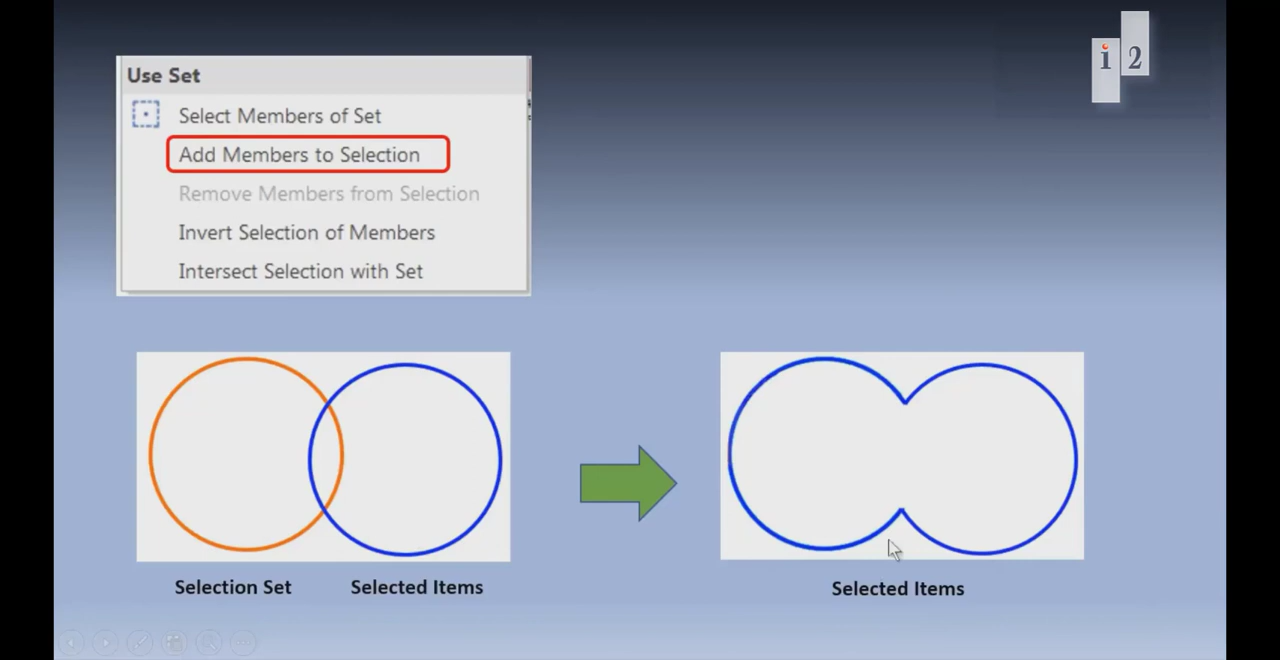 i2
Use Set
Select Members of Set
Add Members to Selection
Remove Members from Selection
Invert Selection of Members
Intersect Selection with Set
Selection Set
Selected Items
Selected Items